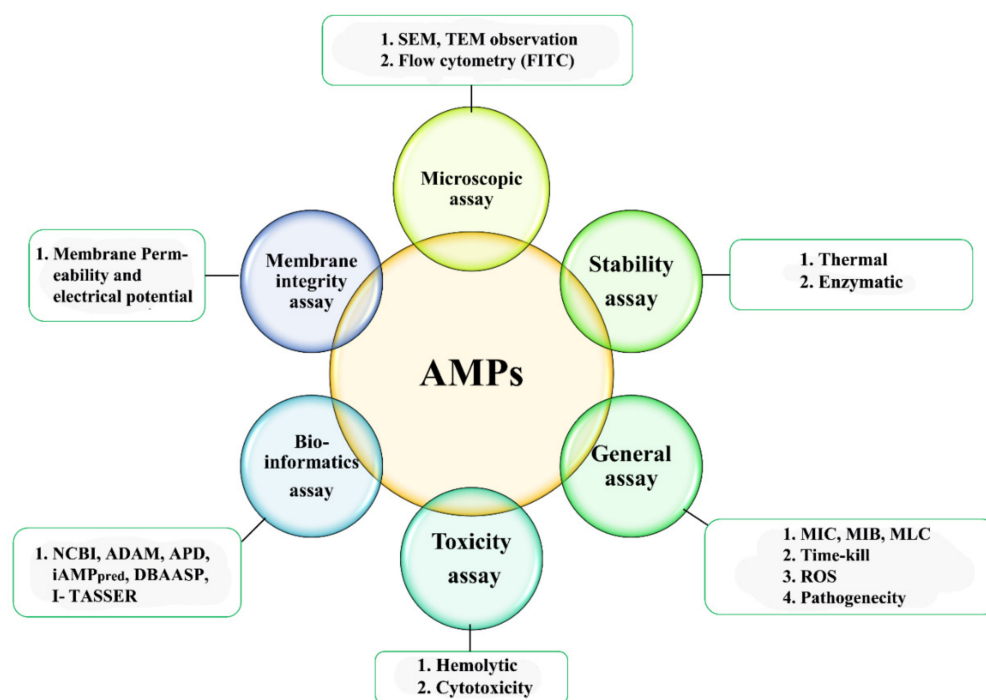 1. SEM, TEM observation
2. Flow cytometry (FITC)
Microscopic
assay
1. Membrane Perm-
eability and
electrical potential
Membrane
integrity
assay
Stability
assay
1. Thermal
2. Enzymatic
AMPs
Bio-
informatics
assay
General
assay
1. NCBI, ADAM, APD,
iAMPpred, DBAASP,
I- TASSER
Toxicity
assay
1. MIC, MIB, MLC
2. Time-kill
3. ROS
4. Pathogenecity
1. Hemolytic
2. Cytotoxicity